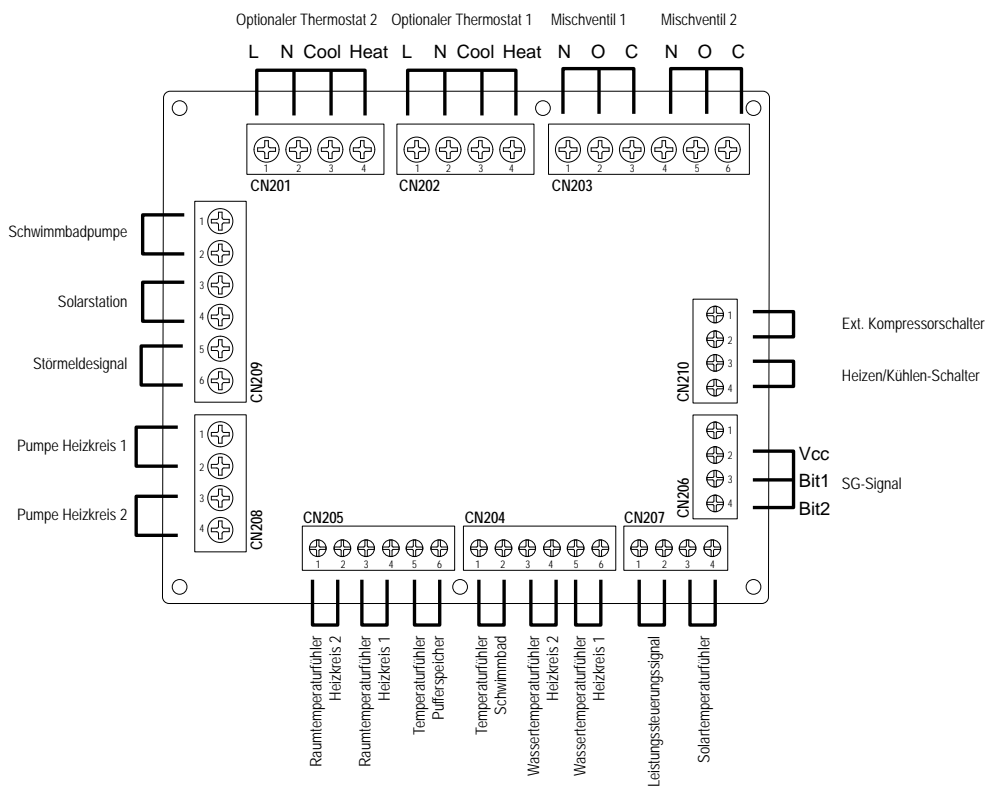 Optionaler Thermostat 2 Optionaler Thermostat 1 Mischventil 1 Mischventil 2
L N Cool Heat L N Cool Heat N O C N O C
1 2 3 4 1 2 3 4 1 2 3 4 5 6
CN201 CN202 CN203
Schwimmbadpumpe
Solarstation
Störmeldesignal
1
2
3
4
5
6
CN209
Pumpe Heizkreis 1
Pumpe Heizkreis 2
1
2
3
4
CN208
1
2
3
4
CN210
Ext. Kompressorschalter
Heizen/Kühlen-Schalter
1
2
3
4
CN206
Vcc
Bit1
Bit2
SG-Signal
CN205 CN204 CN207
1 2 3 4 5 6 1 2 3 4 5 6 1 2 3 4
Raumtemperaturfühler
Heizkreis 2
Raumtemperaturfühler
Heizkreis 1
Temperaturfühler
Pufferspeicher
Temperaturfühler
Schwimmbad
Wassertemperaturfühler
Heizkreis 2
Wassertemperaturfühler
Heizkreis 1
Leistungssteuerungssignal
Solartemperaturfühler